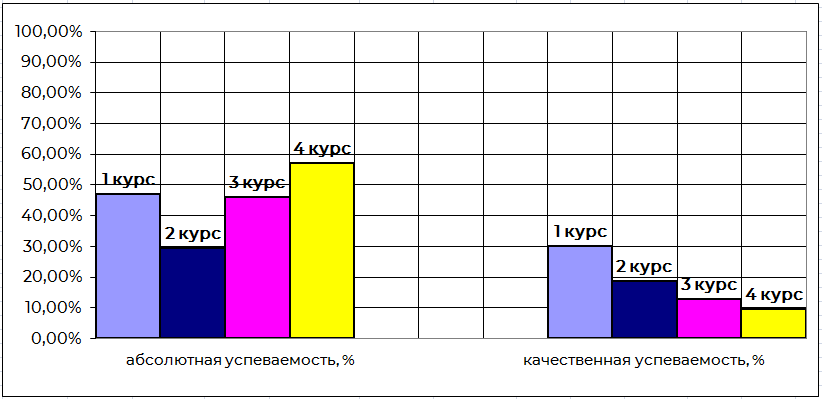 100,00%
90,00%
80,00%
70,00%
60,00%
50,00%
40,00%
30,00%
20,00%
10,00%
0,00%
1 курс
2 курс
3 курс
4 курс
1 курс
2 курс
3 курс
4 курс
абсолютная успеваемость, %
качественная успеваемость, %